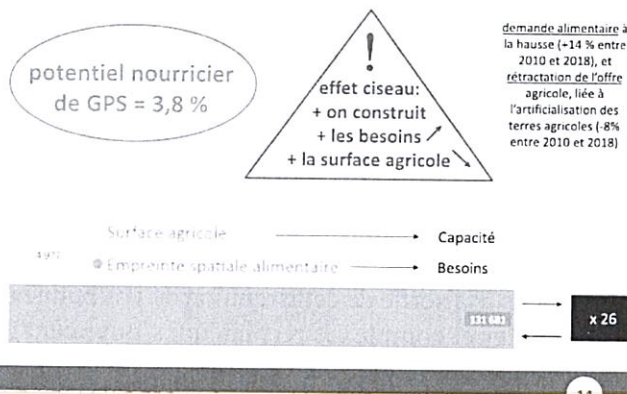 potentiel nourricier
de GPS = 3,8 %
!
effet ciseau:
+ on construit
+ les besoins ↗
+ la surface agricole ↘
demande alimentaire à
la hausse (+14 % entre
2010 et 2018), et
rétractation de l'offre
agricole, liée à
l'artificialisation des
terres agricoles (-8%
entre 2010 et 2018)
Surface agricole → Capacité
Empreinte spatiale alimentaire → Besoins
131 681
x 26